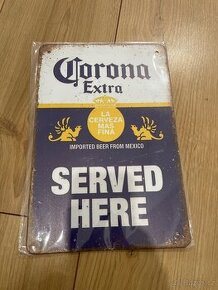 Corona
Extra
LA
CERVEZA
MAS
FINA
IMPORTED BEER FROM MEXICO
SERVED
HERE